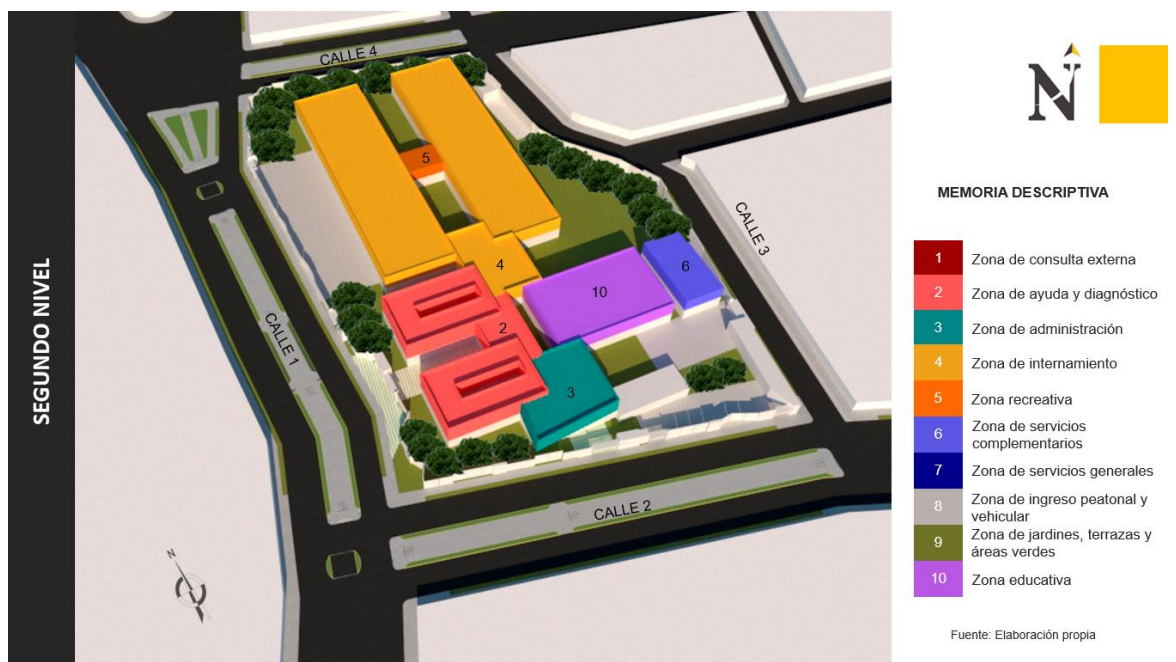 SEGUNDO NIVEL
CALLE 4
CALLE 3
CALLE 1
CALLE 2
5
4
6
10
2
3
N
N
MEMORIA DESCRIPTIVA
1 Zona de consulta externa
2 Zona de ayuda y diagnóstico
3 Zona de administración
4 Zona de internamiento
5 Zona recreativa
6 Zona de servicios
complementarios
7 Zona de servicios generales
8 Zona de ingreso peatonal y
vehicular
9 Zona de jardines, terrazas y
áreas verdes
10 Zona educativa
Fuente: Elaboración propia